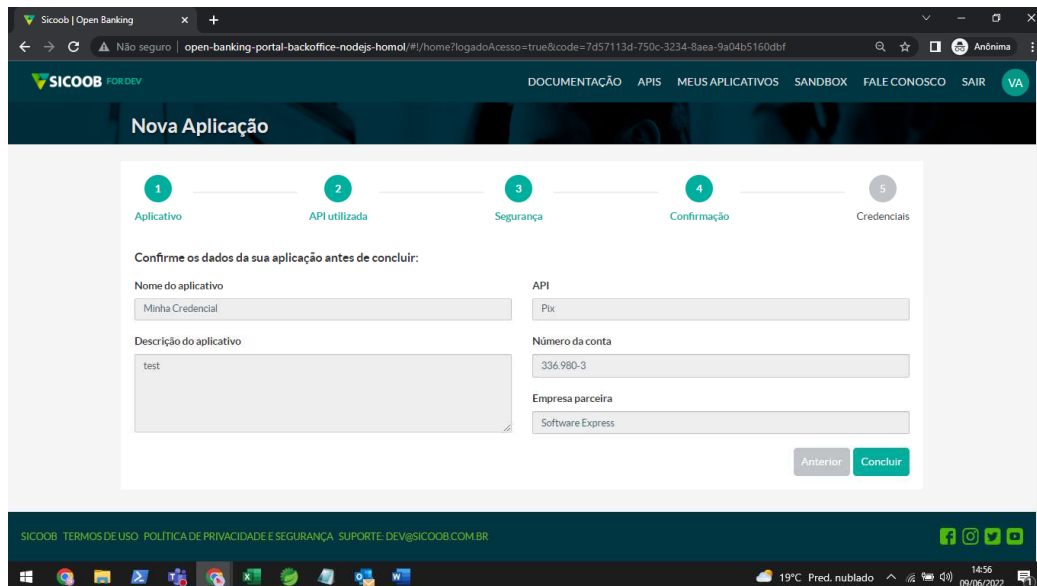 Sicoob | Open Banking
Não seguro | open-banking-portal-backoffice-nodejs-homol/#!/home?logadoAcesso=true&code=7d57113d-750c-3234-8aea-9a04b5160dbf
Anônima
SICOOB FOR DEV
DOCUMENTAÇÃO APIS MEUS APLICATIVOS SANDBOX FALE CONOSCO SAIR VA
Nova Aplicação
1 2 3 4 5
Aplicativo API utilizada Segurança Confirmação Credenciais
Confirme os dados da sua aplicação antes de concluir:
Nome do aplicativo
Minha Credencial
API
Pix
Descrição do aplicativo
test
Número da conta
336.980-3
Empresa parceira
Software Express
Anterior Concluir
SICOOB TERMOS DE USO POLÍTICA DE PRIVACIDADE E SEGURANÇA SUPORTE: DEV@SICOOB.COM.BR
19°C Pred. nublado
14:56
09/06/2022